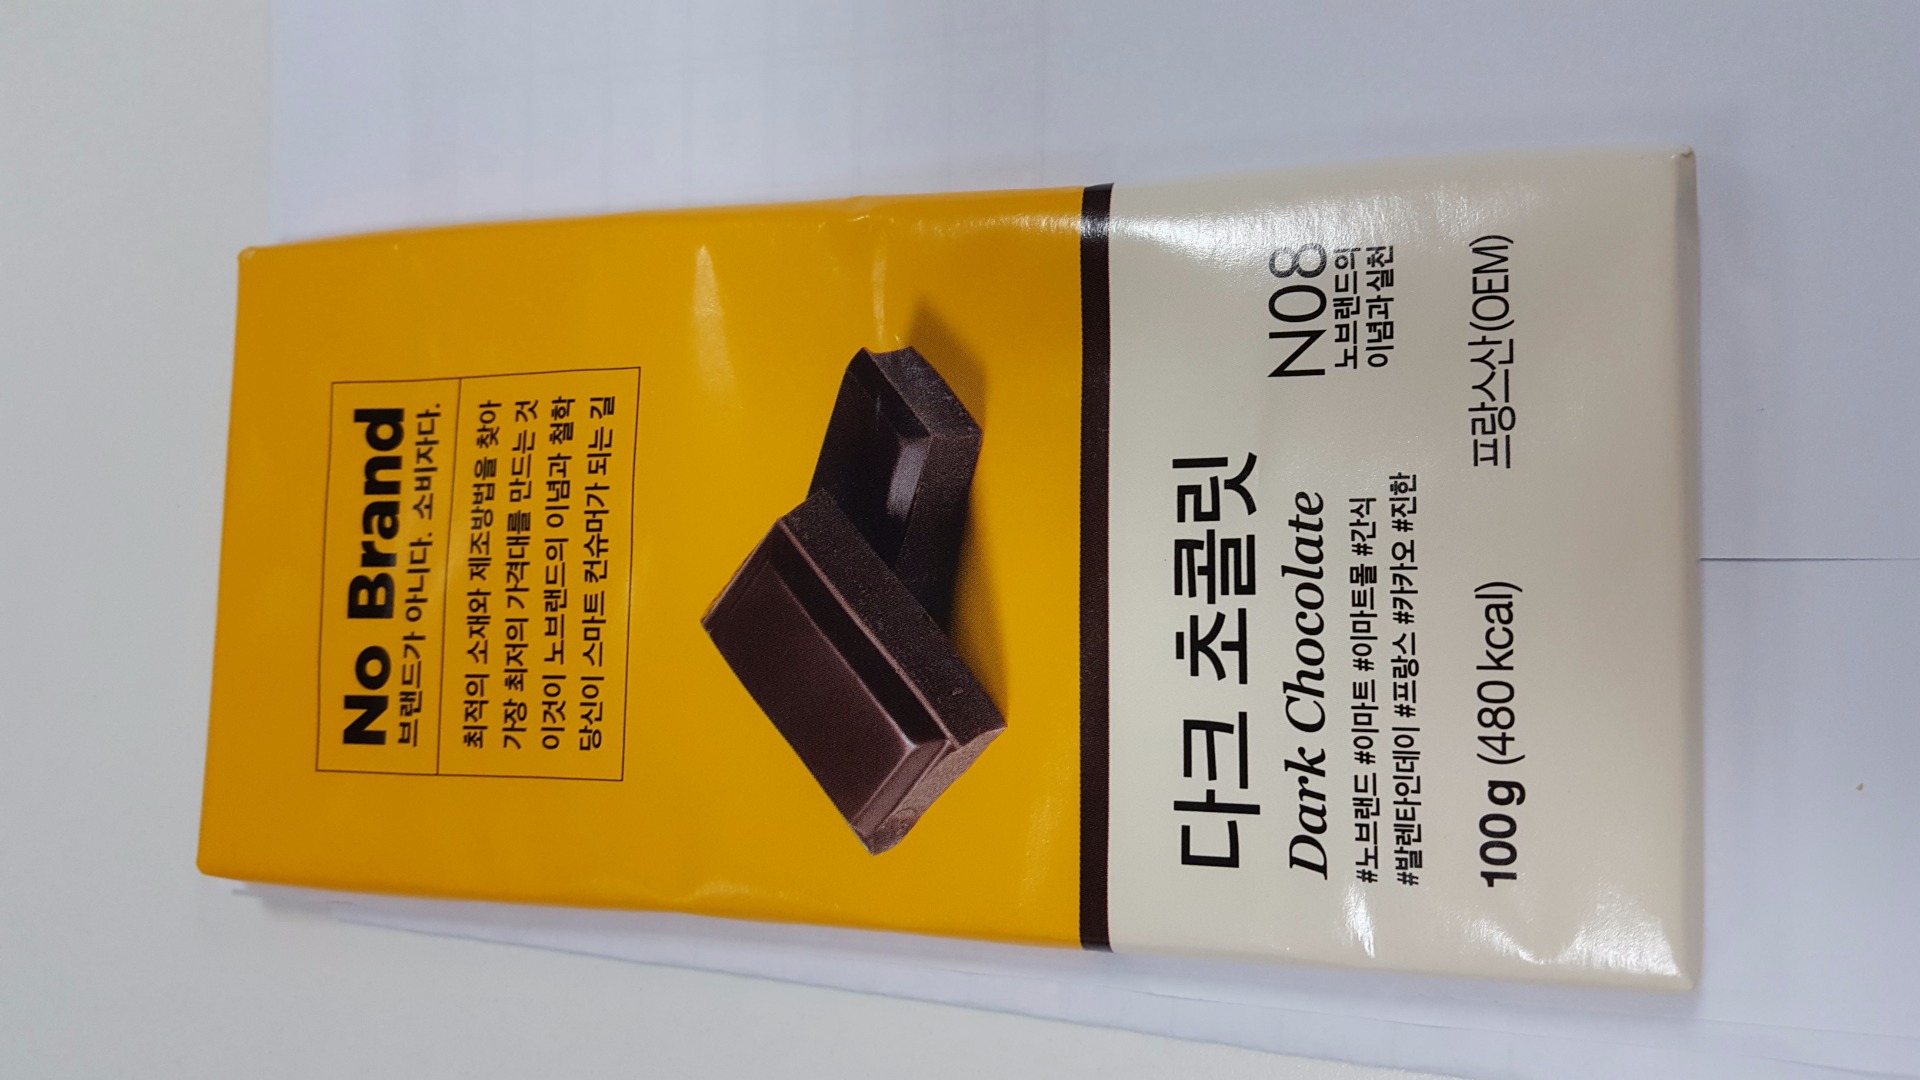 No Brand
브랜드가 아니다. 소비자다.
최적의 소재와 제조방법을 찾아
가장 최저의 가격대를 만드는 것
이것이 노브랜드의 이념과 철학
당신이 스마트 컨슈머가 되는 길
다크 초콜릿
Dark Chocolate
#노브랜드 #이마트 #이마트몰 #간식
#발렌타인데이 #프랑스 #카카오 #진한
N08
노브랜드의
이념과 실천
100 g (480 kcal)
프랑스산 (OEM)